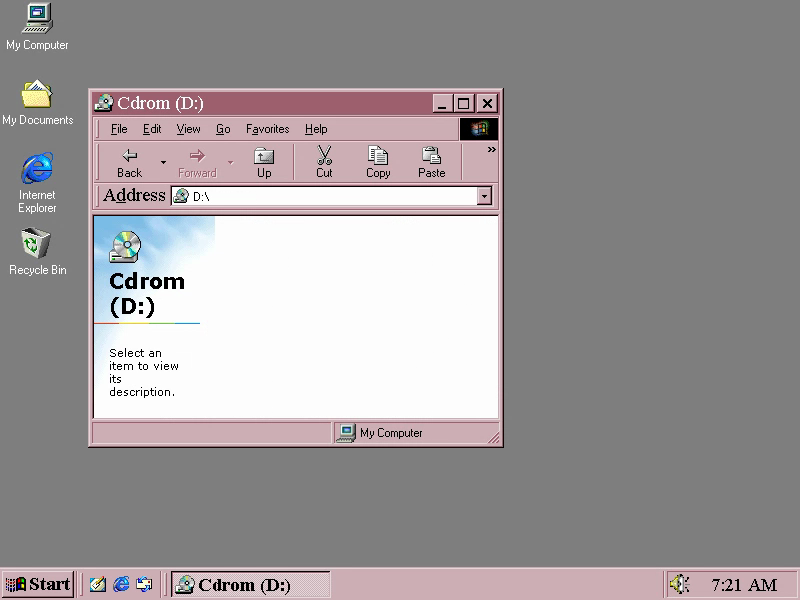 My Computer
My Documents
Internet
Explorer
Recycle Bin
Cdrom (D:)
File Edit View Go Favorites Help
Back Forward Up Cut Copy Paste »
Address D:\
Cdrom
(D:)
Select an
item to view
its
description.
My Computer
Start Cdrom (D:) 7:21 AM